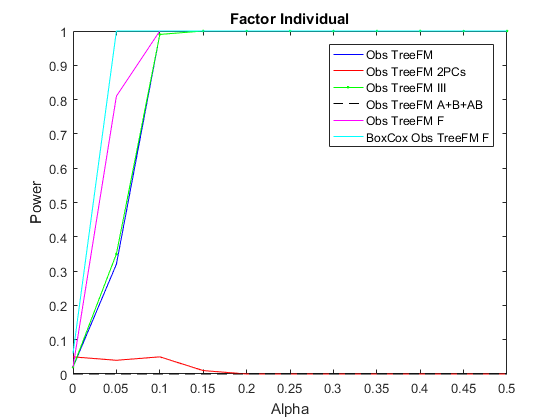 Factor Individual
1
0.9
0.8
0.7
0.6
0.5
0.4
0.3
0.2
0.1
0
Power
Obs TreeFM
Obs TreeFM 2PCs
Obs TreeFM III
Obs TreeFM A+B+AB
Obs TreeFM F
BoxCox Obs TreeFM F
0 0.05 0.1 0.15 0.2 0.25 0.3 0.35 0.4 0.45 0.5
Alpha